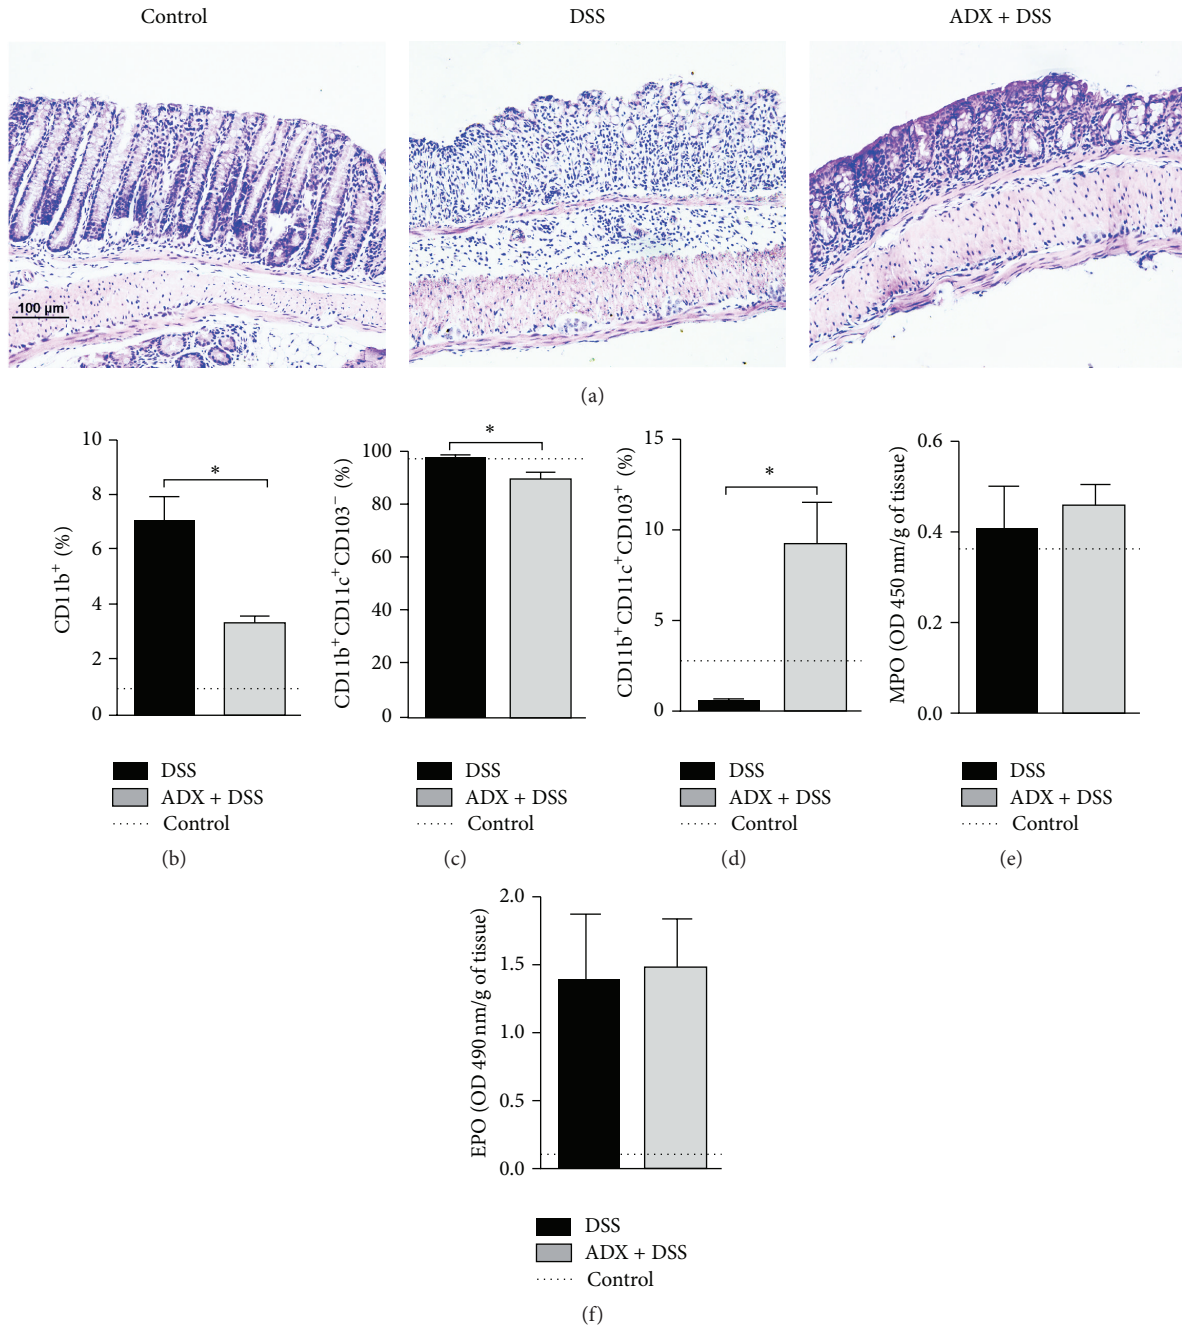 Control DSS ADX + DSS
100 µm
(a)
CD11b⁺ (%)
10
8
6
4
2
0
*
DSS
ADX + DSS
Control
(b)
CD11b⁺CD11c⁺CD103⁻ (%)
100
80
60
40
20
0
*
DSS
ADX + DSS
Control
(c)
CD11b⁺CD11c⁺CD103⁺ (%)
15
10
5
0
*
DSS
ADX + DSS
Control
(d)
MPO (OD 450 nm/g of tissue)
0.6
0.4
0.2
0.0
DSS
ADX + DSS
Control
(e)
EPO (OD 490 nm/g of tissue)
2.0
1.5
1.0
0.5
0.0
DSS
ADX + DSS
Control
(f)